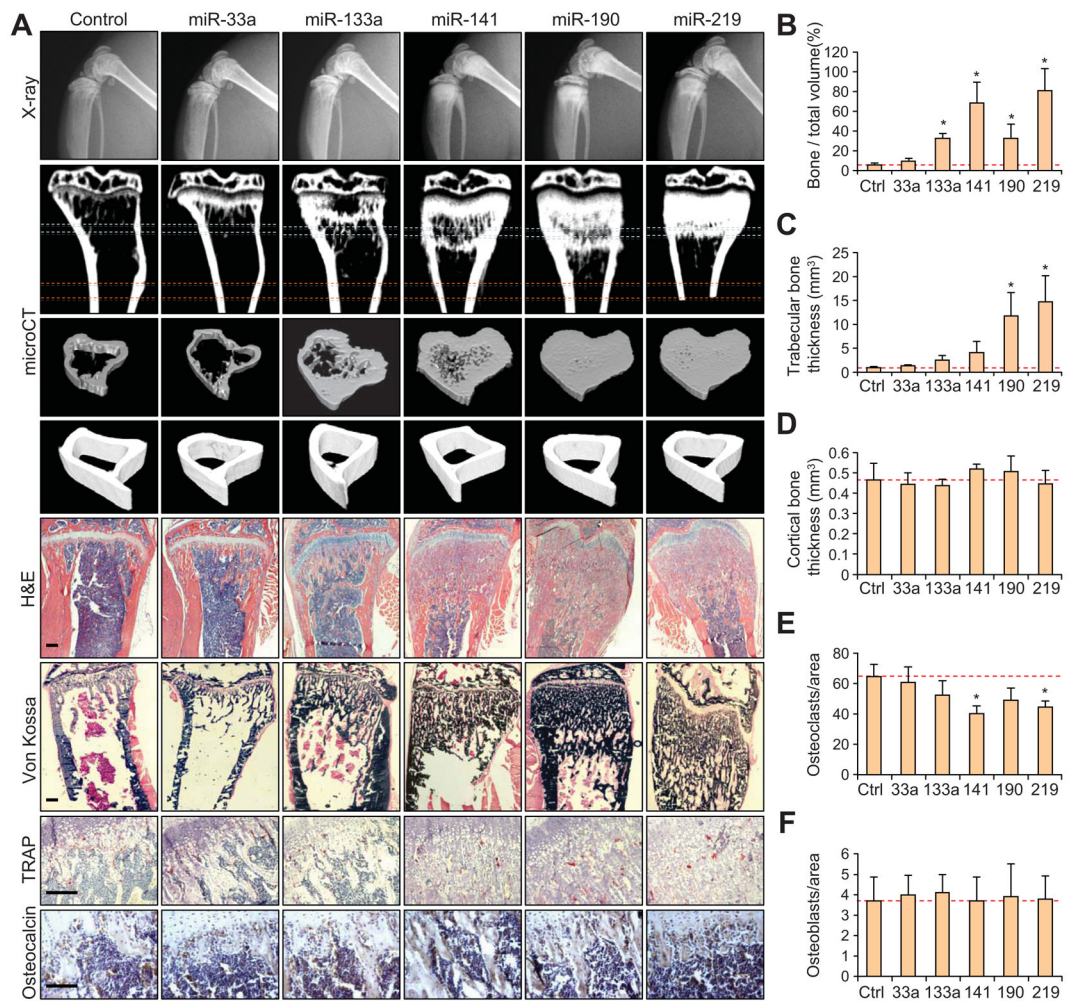 A
Control
miR-33a
miR-133a
miR-141
miR-190
miR-219
X-ray
microCT
H&E
Von Kossa
TRAP
Osteocalcin
B
Bone / total volume(%)
120
100
80
60
40
20
0
*
*
*
*
Ctrl 33a 133a 141 190 219
C
Trabecular bone
thickness (mm³)
25
20
15
10
5
0
*
*
Ctrl 33a 133a 141 190 219
D
Cortical bone
thickness (mm³)
0.6
0.5
0.4
0.3
0.2
0.1
0
Ctrl 33a 133a 141 190 219
E
Osteoclasts/area
80
60
40
60
0
*
*
Ctrl 33a 133a 141 190 219
F
Osteoblasts/area
6
5
4
3
2
1
0
Ctrl 33a 133a 141 190 219